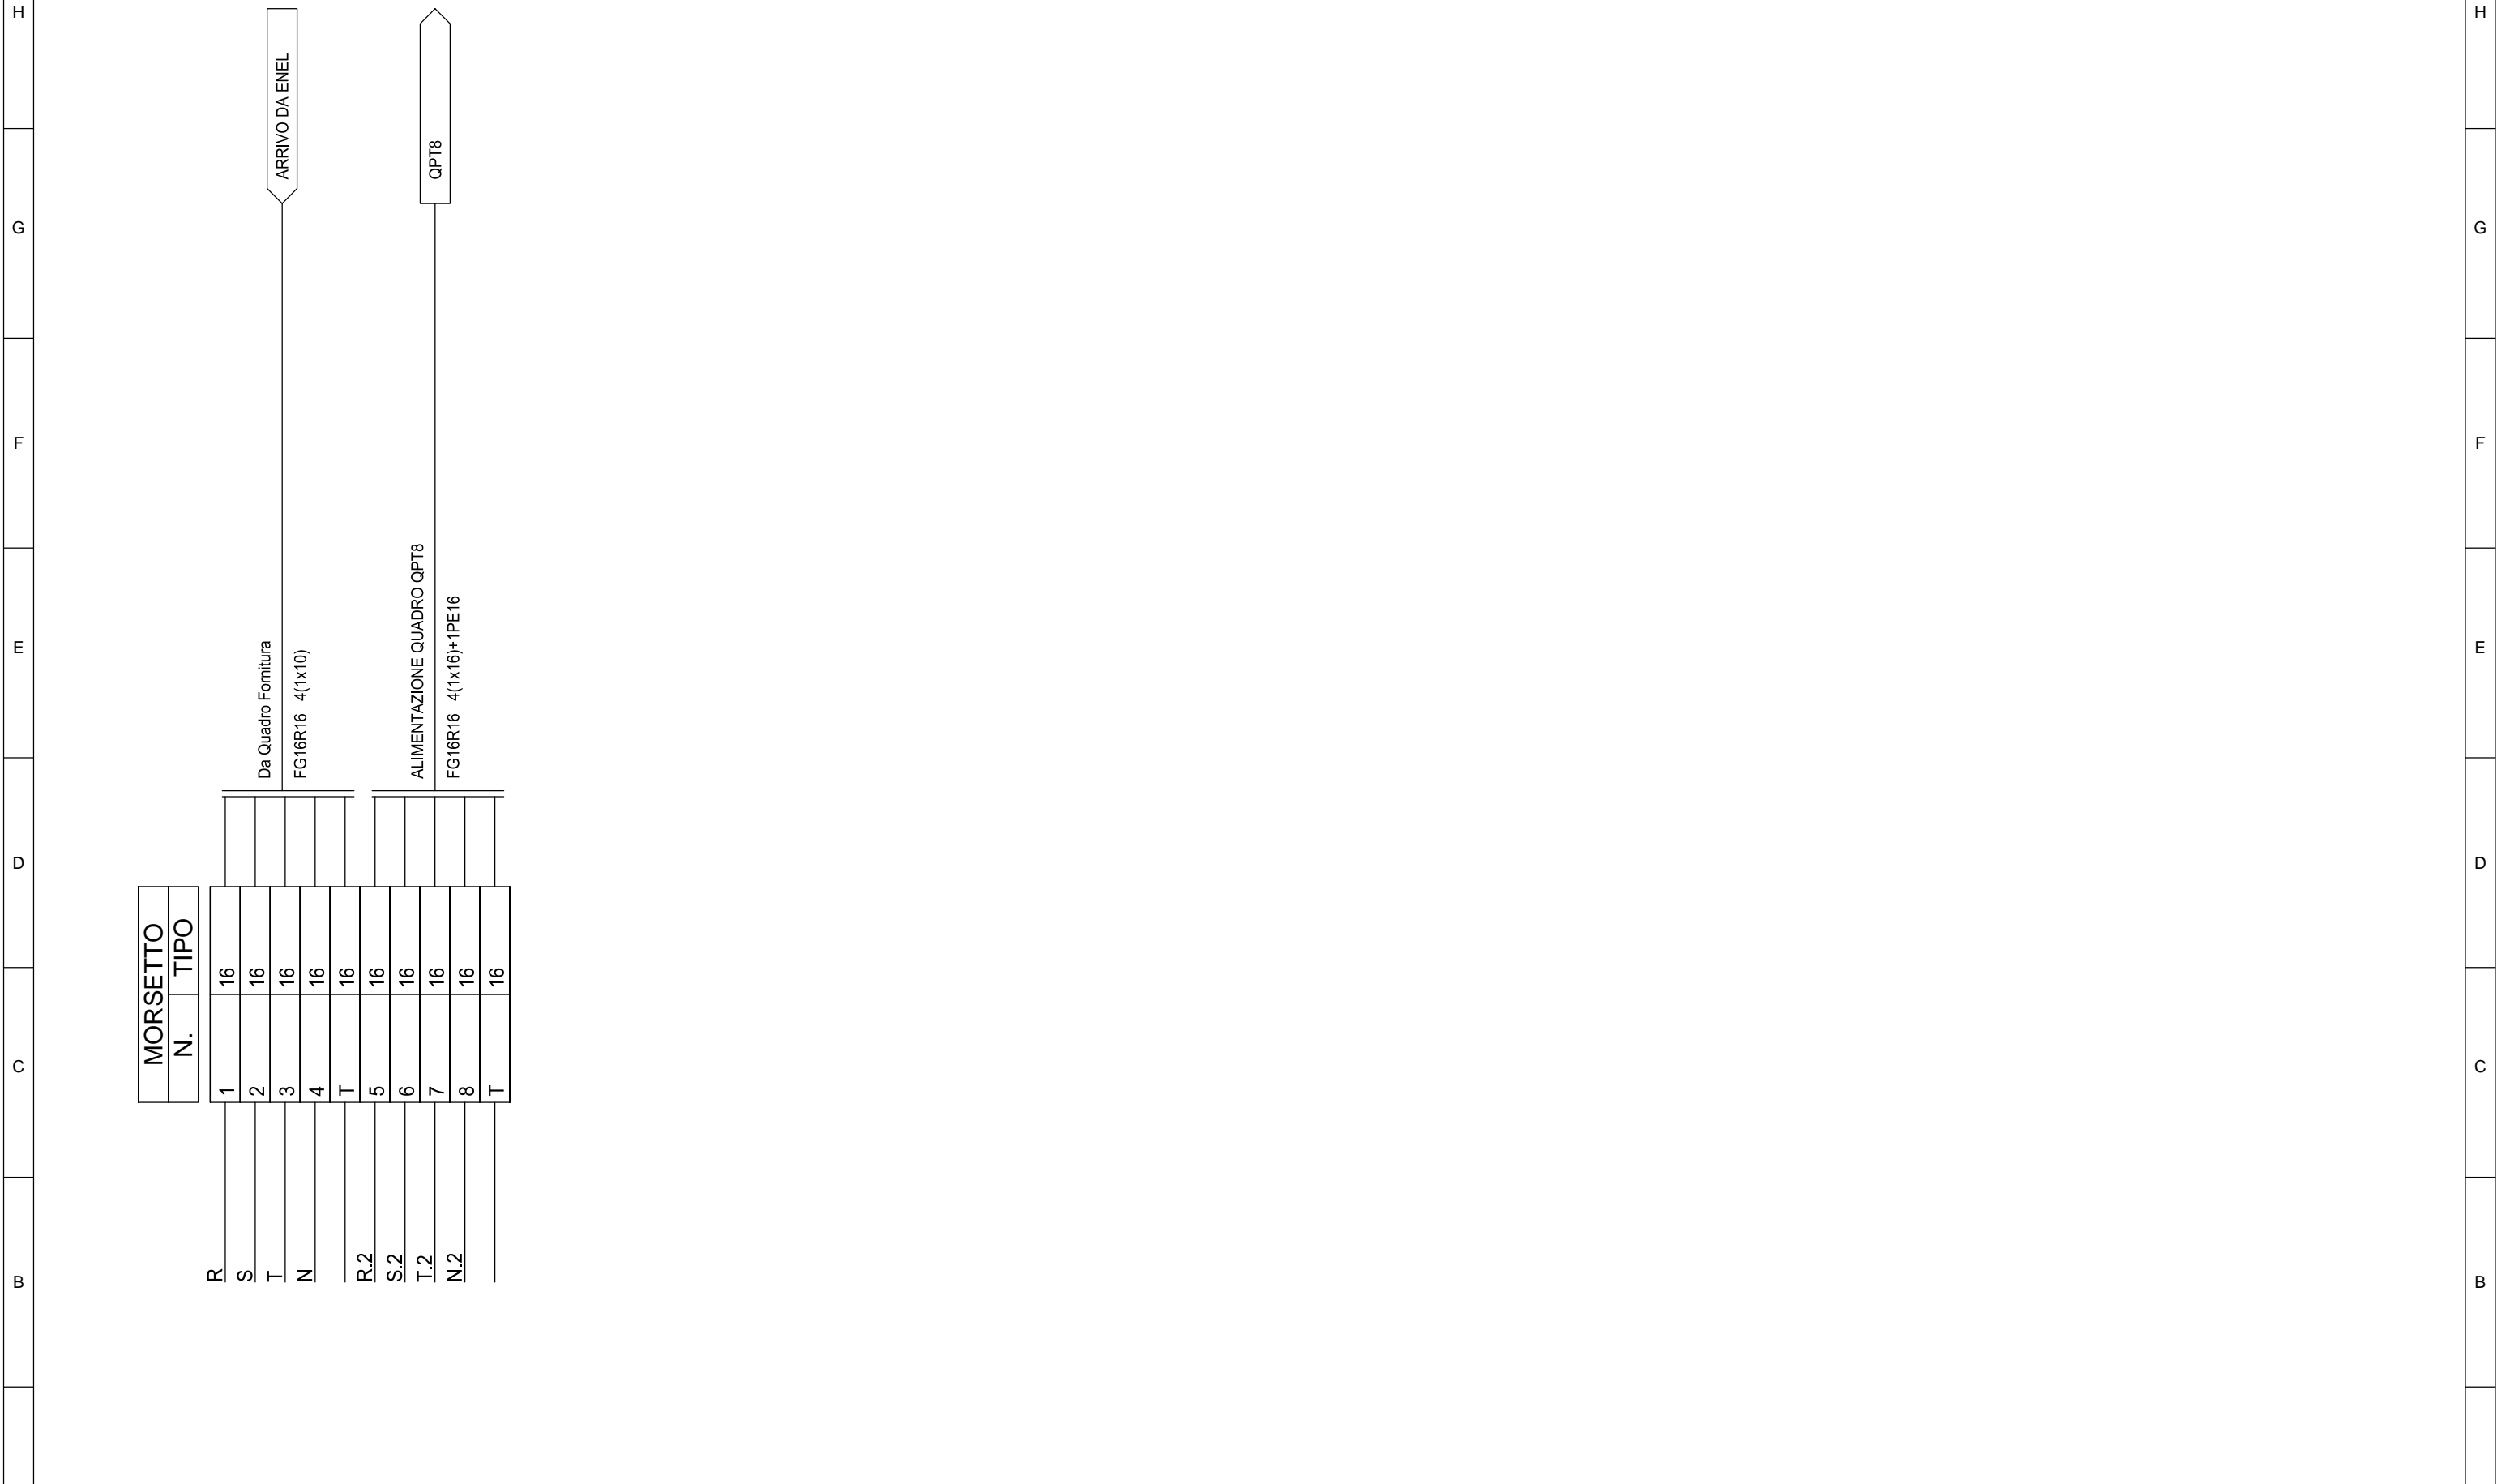 H
H
G
G
F
F
E
E
D
D
C
C
B
B
ARRIVO DA ENEL
QPT8
Da Quadro Fornitura
FG16R16 4(1x10)
ALIMENTAZIONE QUADRO QPT8
FG16R16 4(1x16)+1PE16
MORSETTO
N. TIPO
R 1 16
S 2 16
T 3 16
N 4 16
T 16
R.2 5 16
S.2 6 16
T.2 7 16
N.2 8 16
T 16